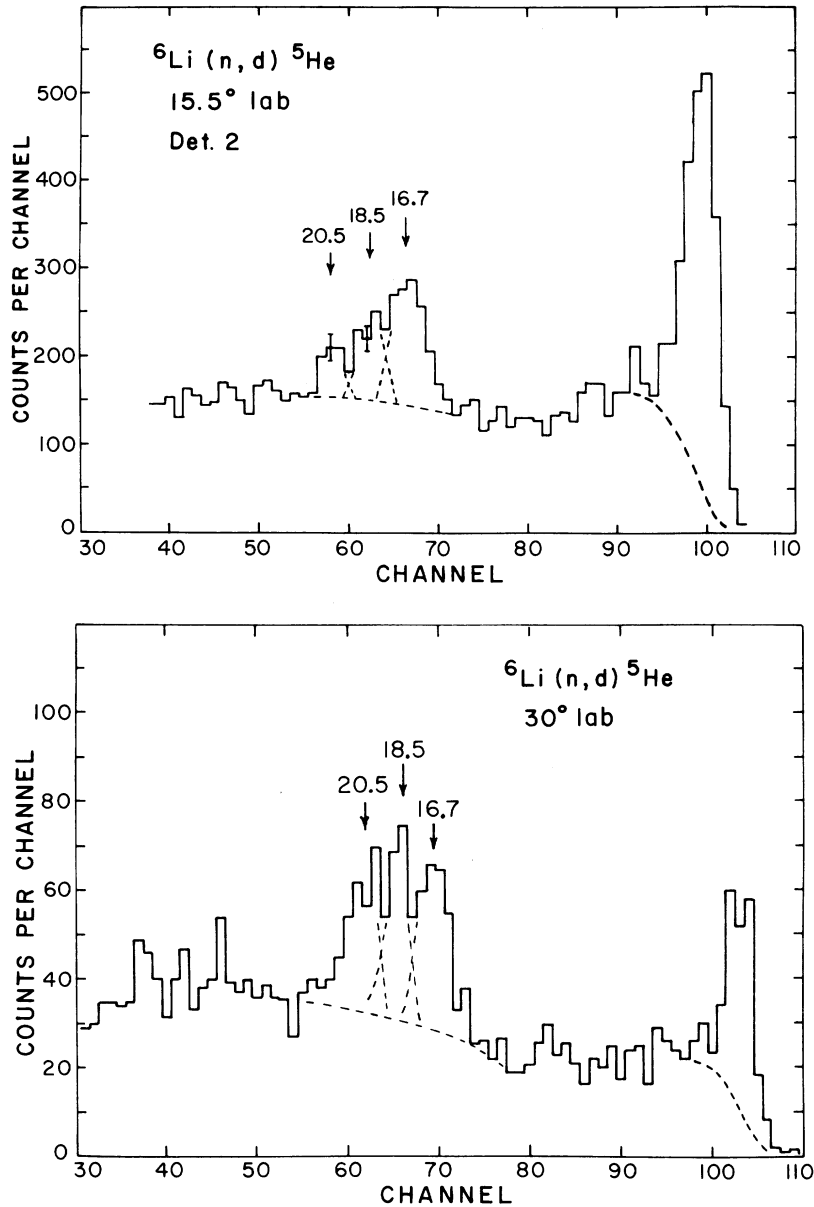 ⁶Li (n,d) ⁵He
15.5° lab
Det. 2
20.5
18.5
16.7
COUNTS PER CHANNEL
500
400
300
200
100
0
30 40 50 60 70 80 90 100 110
CHANNEL
⁶Li (n,d) ⁵He
30° lab
18.5
20.5
16.7
COUNTS PER CHANNEL
100
80
60
40
20
0
30 40 50 60 70 80 90 100 110
CHANNEL